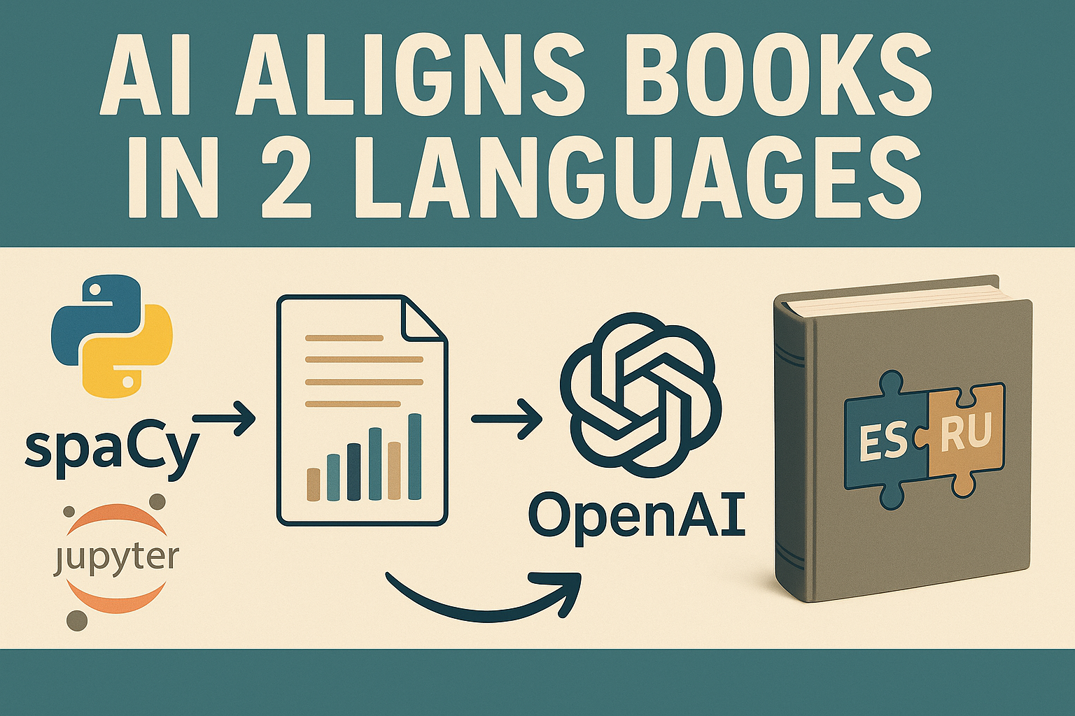 AI ALIGNS BOOKS
IN 2 LANGUAGES
spaCy
jupyter
OpenAI
ES RU